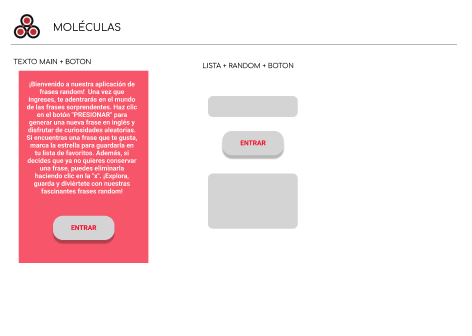 MOLÉCULAS
TEXTO MAIN + BOTON
¡Bienvenido a nuestra aplicación de
frases random! Una vez que
ingreses, te adentrarás en el mundo
de las frases sorprendentes. Haz clic
en el botón "PRESIONAR" para
generar una nueva frase en inglés y
disfrutar de curiosidades aleatorias.
Si encuentras una frase que te gusta,
marca la estrella para guardarla en
tu lista de favoritos. Además, si
decides que ya no quieres conservar
una frase, puedes eliminarla
haciendo clic en la "x". ¡Explora,
guarda y diviértete con nuestras
fascinantes frases random!
ENTRAR
LISTA + RANDOM + BOTON
ENTRAR